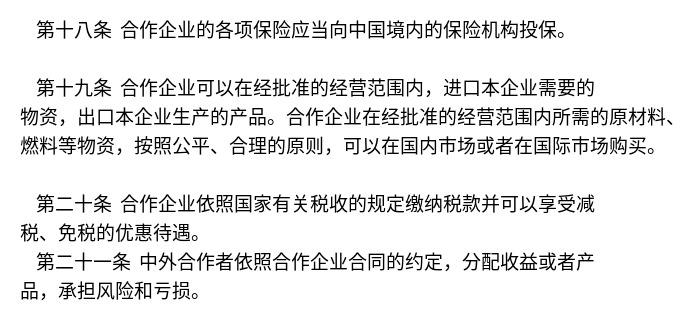 第十八条 合作企业的各项保险应当向中国境内的保险机构投保。
第十九条 合作企业可以在经批准的经营范围内，进口本企业需要的
物资，出口本企业生产的产品。合作企业在经批准的经营范围内所需的原材料、
燃料等物资，按照公平、合理的原则，可以在国内市场或者在国际市场购买。
第二十条 合作企业依照国家有关税收的规定缴纳税款并可以享受减
税、免税的优惠待遇。
第二十一条 中外合作者依照合作企业合同的约定，分配收益或者产
品，承担风险和亏损。